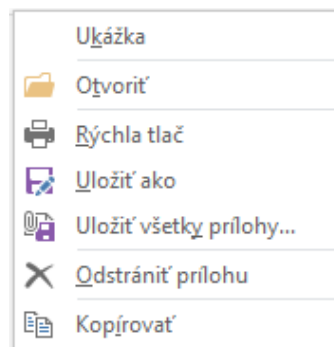 Ukážka
Otvoriť
Rýchla tlač
Uložiť ako
Uložiť všetky prílohy...
Odstrániť prílohu
Kopírovať